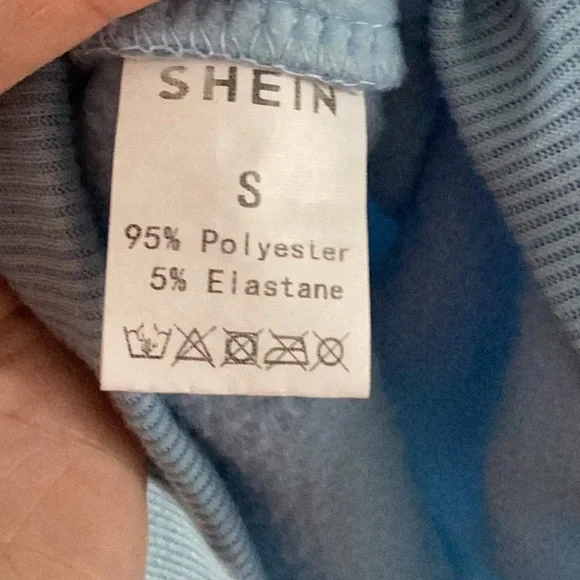 SHEIN
S
95% Polyester
5% Elastane